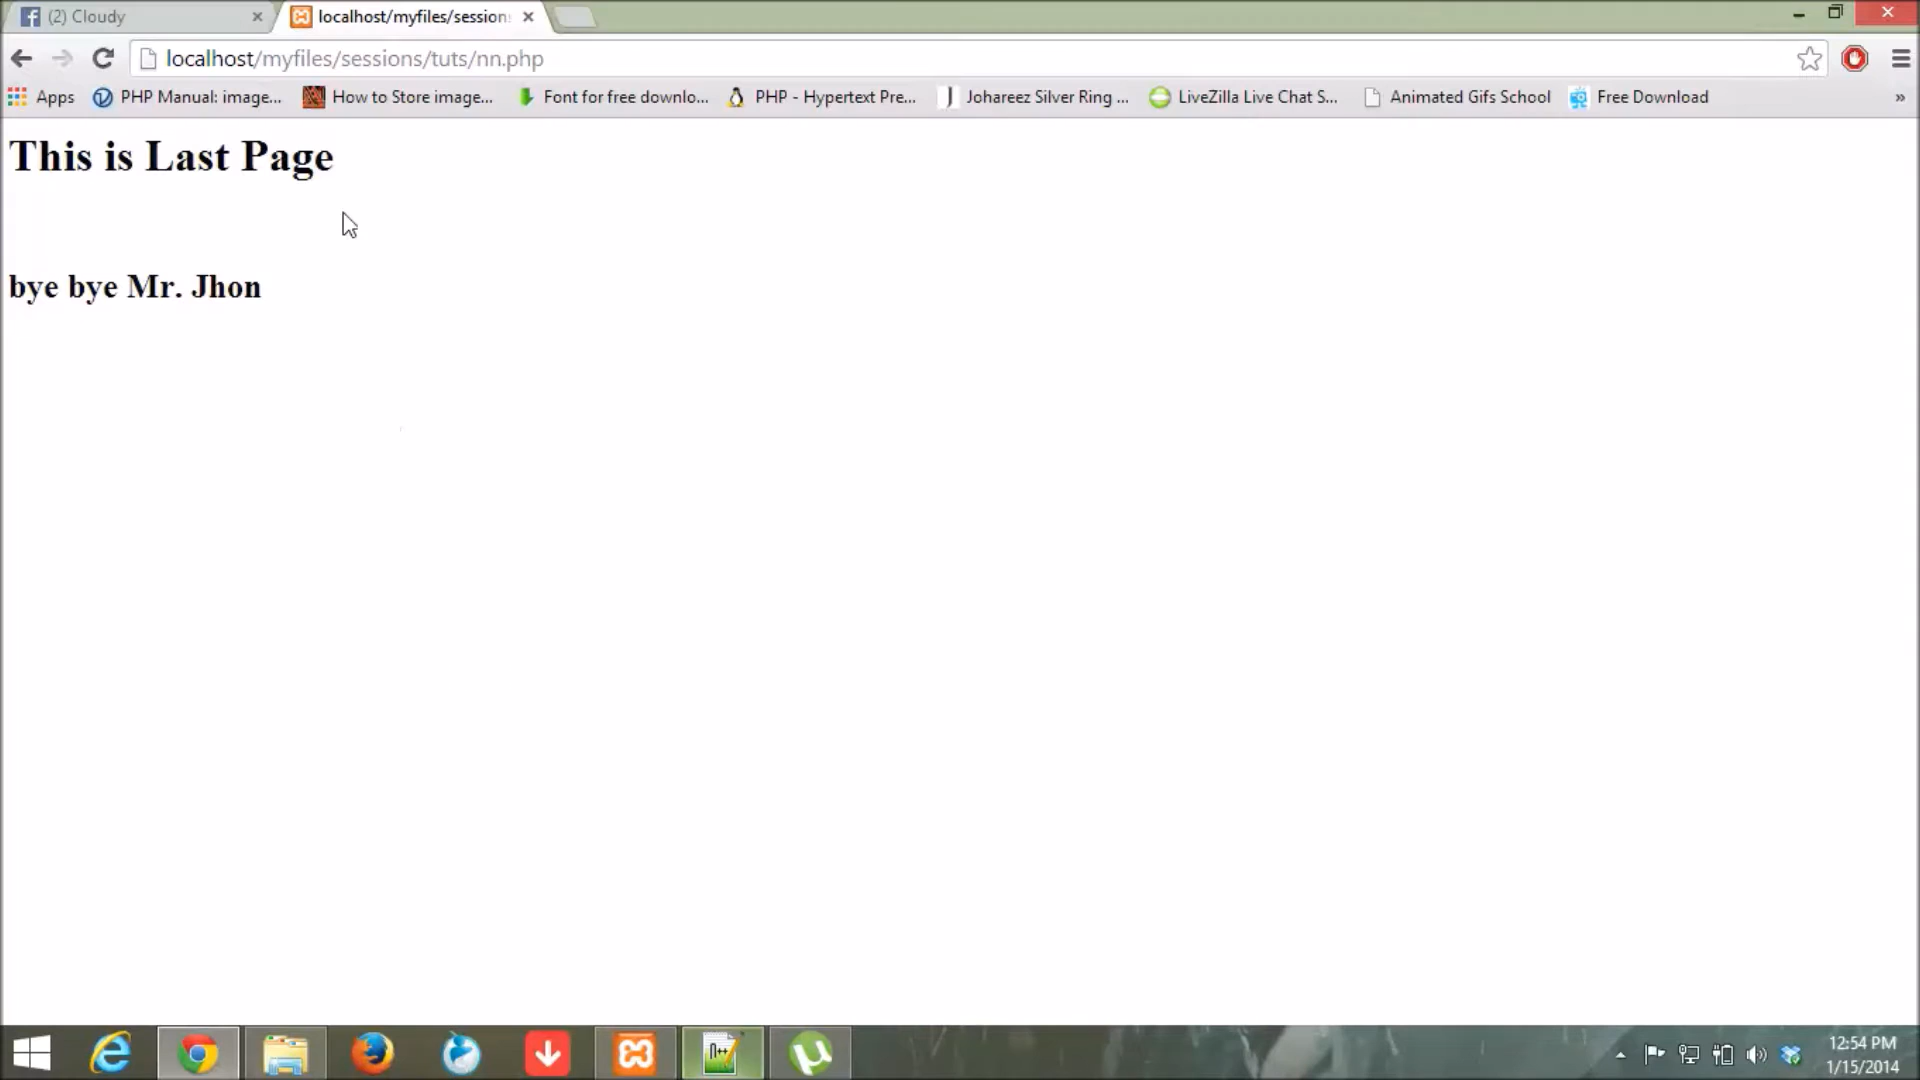 (2) Cloudy
localhost/myfiles/session
localhost/myfiles/sessions/tuts/nn.php
Apps PHP Manual: image... How to Store image... Font for free downlo... PHP - Hypertext Pre... Johareez Silver Ring ... LiveZilla Live Chat S... Animated Gifs School Free Download »
This is Last Page
bye bye Mr. Jhon
12:54 PM
1/15/2014